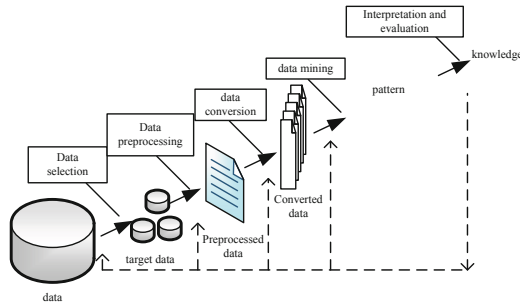 Interpretation and
evaluation
knowledge
data mining
pattern
data
conversion
Data
preprocessing
Converted
data
Data
selection
Preprocessed
data
target data
data